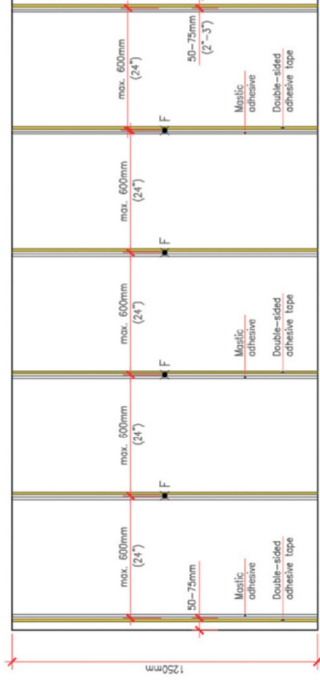 max. 600mm
(24")
50-75mm
(2"-3")
F
Mastic
adhesive
Double-sided
adhesive tape
max. 600mm
(24")
F
max. 600mm
(24")
F
Mastic
adhesive
Double-sided
adhesive tape
max. 600mm
(24")
F
max. 600mm
(24")
50-75mm
Mastic
adhesive
Double-sided
adhesive tape
1250mm